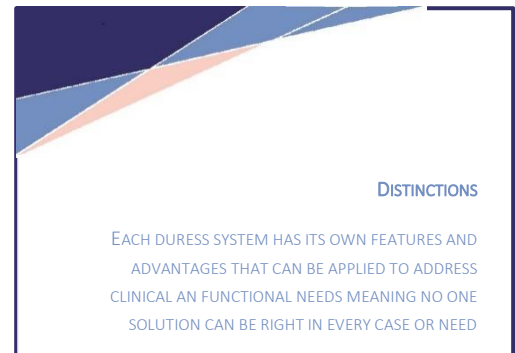 DISTINCTIONS
EACH DURESS SYSTEM HAS ITS OWN FEATURES AND
ADVANTAGES THAT CAN BE APPLIED TO ADDRESS
CLINICAL AN FUNCTIONAL NEEDS MEANING NO ONE
SOLUTION CAN BE RIGHT IN EVERY CASE OR NEED